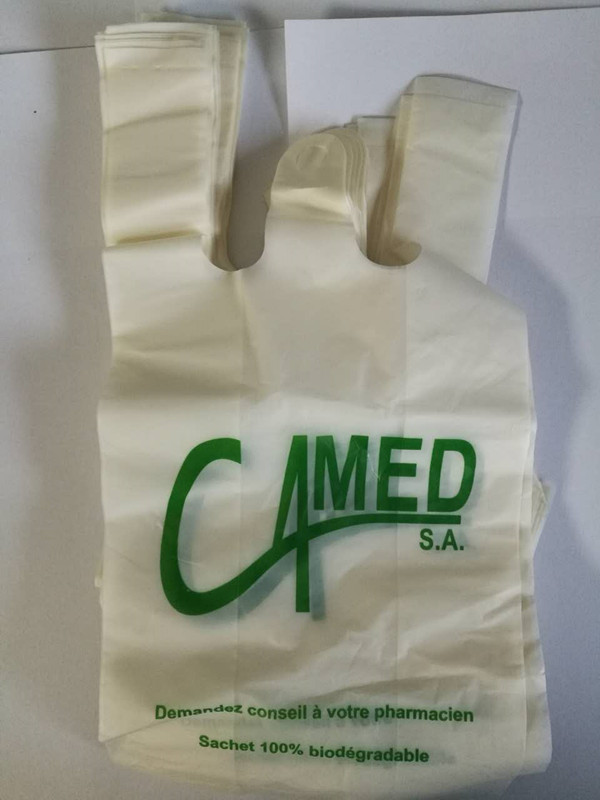 CAMED
S.A.
Demandez conseil à votre pharmacien
Sachet 100% biodégradable